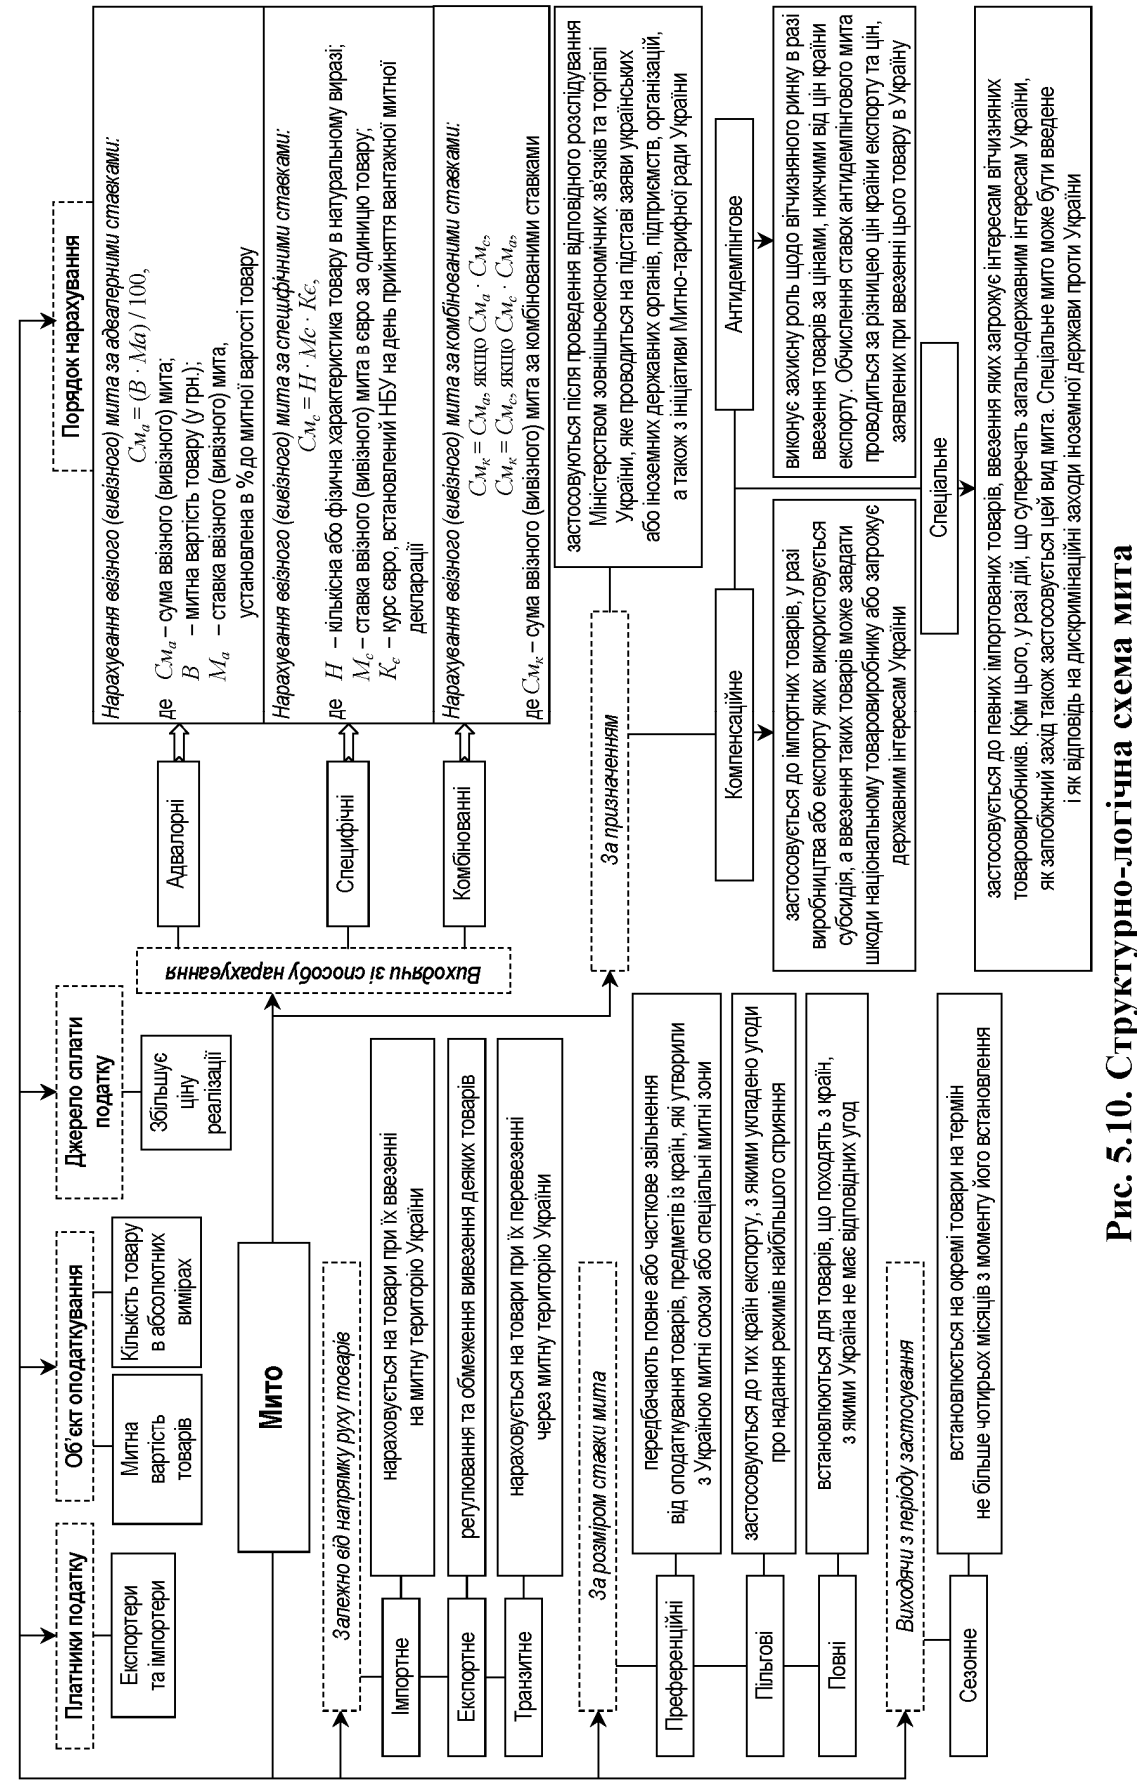 Платники податку
Експортери
та імпортери
Об'єкт оподаткування
Митна
вартість
товарів
Кількість товару
в абсолютних
вимірах
Джерело сплати
податку
Збільшує
ціну
реалізації
Порядок нарахування
Мито
Виходячи зі способу нарахування
Адвалорні
Нарахування ввізного (вивізного) мита за адвалерними ставками:
См_а = (В · Ма) / 100,
де См_а – сума ввізного (вивізного) мита;
В – митна вартість товару (у грн.);
М_а – ставка ввізного (вивізного) мита,
установлена в % до митної вартості товару
Специфічні
Нарахування ввізного (вивізного) мита за специфічними ставками:
См_с = Н · Мс · Кє,
де Н – кількісна або фізична характеристика товару в натуральному виразі;
М_с – ставка ввізного (вивізного) мита в євро за одиницю товару;
К_є – курс євро, встановлений НБУ на день прийняття вантажної митної
декларації
Комбінованні
Нарахування ввізного (вивізного) мита за комбінованими ставками:
См_к = См_а, якщо См_а · См_с,
См_к = См_с, якщо См_с · См_а,
де См_к – сума ввізного (вивізного) мита за комбінованими ставками
Залежно від напрямку руху товарів
Імпортне
нараховується на товари при їх ввезенні
на митну територію України
Експортне
регулювання та обмеження вивезення деяких товарів
Транзитне
нараховується на товари при їх перевезенні
через митну територію України
За призначенням
застосовуються після проведення відповідного розслідування
Міністерством зовнішньоекономічних зв'язків та торгівлі
України, яке проводиться на підставі заяви українських
або іноземних державних органів, підприємств, організацій,
а також з ініціативи Митно-тарифної ради України
За розміром ставки мита
Преференційні
передбачають повне або часткове звільнення
від оподаткування товарів, предметів із країн, які утворили
з Україною митні союзи або спеціальні митні зони
Пільгові
застосовуються до тих країн експорту, з якими укладено угоди
про надання режимів найбільшого сприяння
Повні
встановлюються для товарів, що походять з країн,
з якими Україна не має відповідних угод
Компенсаційне
застосовується до імпортних товарів, у разі
виробництва або експорту яких використовується
субсидія, а ввезення таких товарів може завдати
шкоди національному товаровиробнику або загрожує
державним інтересам України
Антидемпінгове
виконує захисну роль щодо вітчизняного ринку в разі
ввезення товарів за цінами, нижчими від цін країни
експорту. Обчислення ставок антидемпінгового мита
проводиться за різницею цін країни експорту та цін,
заявлених при ввезенні цього товару в Україну
Спеціальне
застосовується до певних імпортованих товарів, ввезення яких загрожує інтересам вітчизняних
товаровиробників. Крім цього, у разі дій, що суперечать загальнодержавним інтересам України,
як запобіжний захід також застосовується цей вид мита. Спеціальне мито може бути введене
і як відповідь на дискримінаційні заходи іноземної держави проти України
Виходячи з періоду застосування
Сезонне
встановлюється на окремі товари на термін
не більше чотирьох місяців з моменту його встановлення
Рис. 5.10. Структурно-логічна схема мита